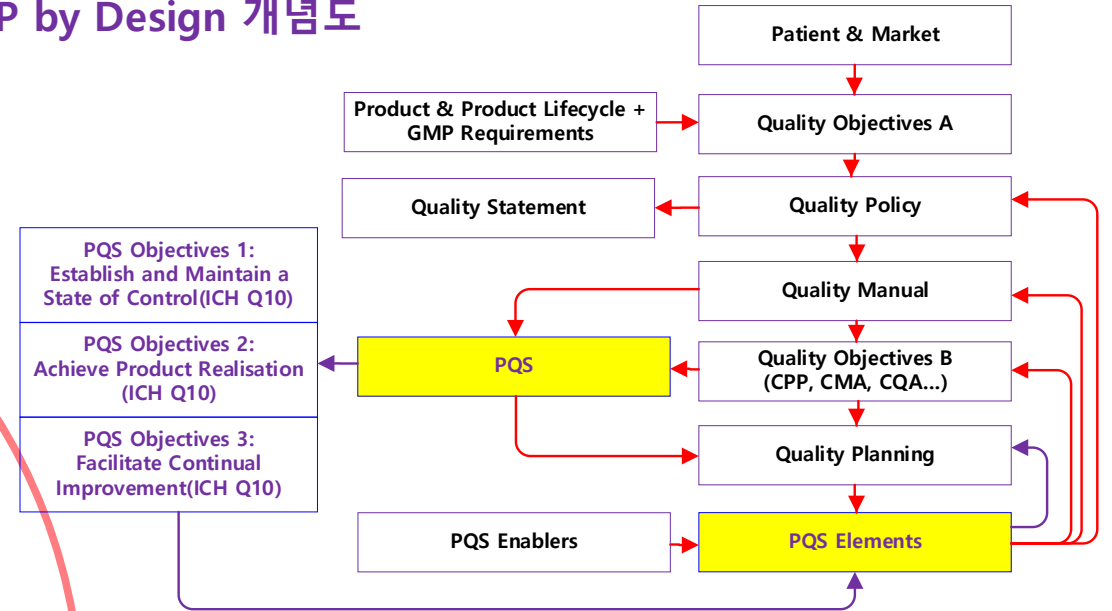 P by Design 개념도
Patient & Market
Product & Product Lifecycle +
GMP Requirements
Quality Objectives A
Quality Statement
Quality Policy
PQS Objectives 1:
Establish and Maintain a
State of Control(ICH Q10)
Quality Manual
PQS Objectives 2:
Achieve Product Realisation
(ICH Q10)
PQS
Quality Objectives B
(CPP, CMA, CQA...)
PQS Objectives 3:
Facilitate Continual
Improvement(ICH Q10)
Quality Planning
PQS Enablers
PQS Elements